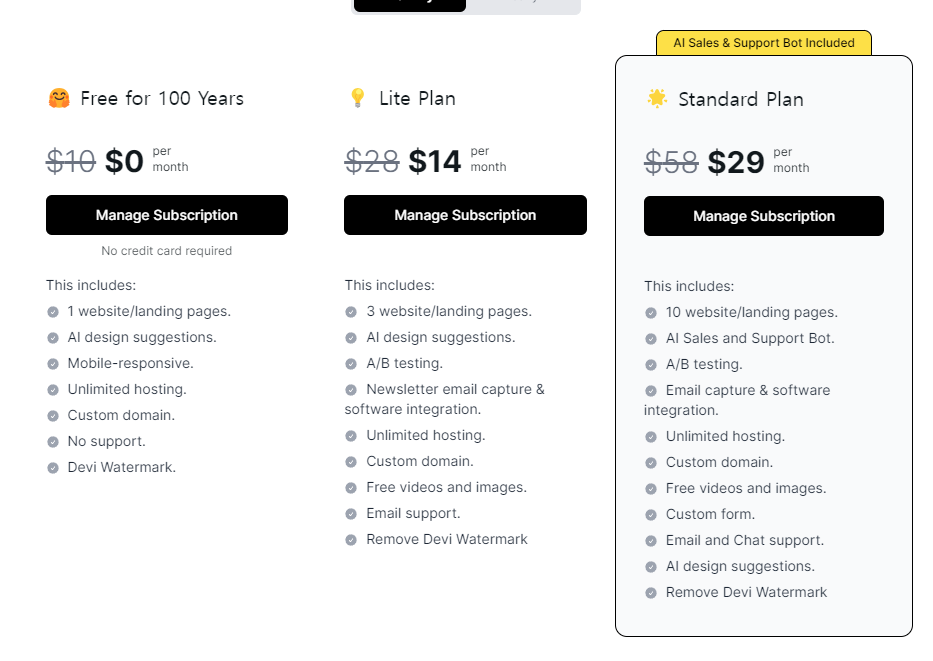 AI Sales & Support Bot Included
Free for 100 Years
$10 $0 per month
Manage Subscription
No credit card required
This includes:
1 website/landing pages.
AI design suggestions.
Mobile-responsive.
Unlimited hosting.
Custom domain.
No support.
Devi Watermark.
Lite Plan
$28 $14 per month
Manage Subscription
This includes:
3 website/landing pages.
AI design suggestions.
A/B testing.
Newsletter email capture &
software integration.
Unlimited hosting.
Custom domain.
Free videos and images.
Email support.
Remove Devi Watermark
Standard Plan
$58 $29 per month
Manage Subscription
This includes:
10 website/landing pages.
AI Sales and Support Bot.
A/B testing.
Email capture & software
integration.
Unlimited hosting.
Custom domain.
Free videos and images.
Custom form.
Email and Chat support.
AI design suggestions.
Remove Devi Watermark